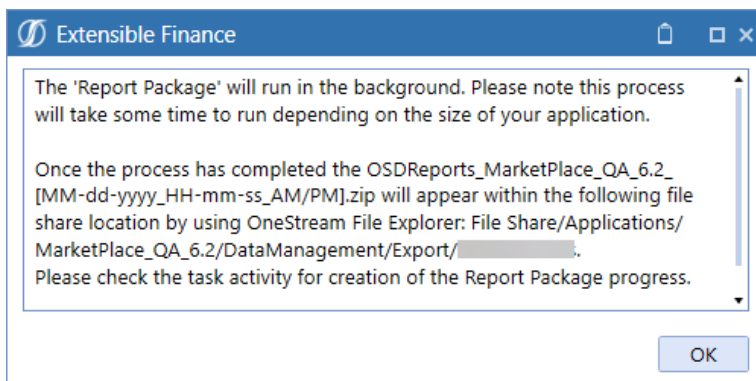 Extensible Finance
The 'Report Package' will run in the background. Please note this process
will take some time to run depending on the size of your application.
Once the process has completed the OSDReports_MarketPlace_QA_6.2_
[MM-dd-yyyy_HH-mm-ss_AM/PM].zip will appear within the following file
share location by using OneStream File Explorer: File Share/Applications/
MarketPlace_QA_6.2/DataManagement/Export/
Please check the task activity for creation of the Report Package progress.
OK